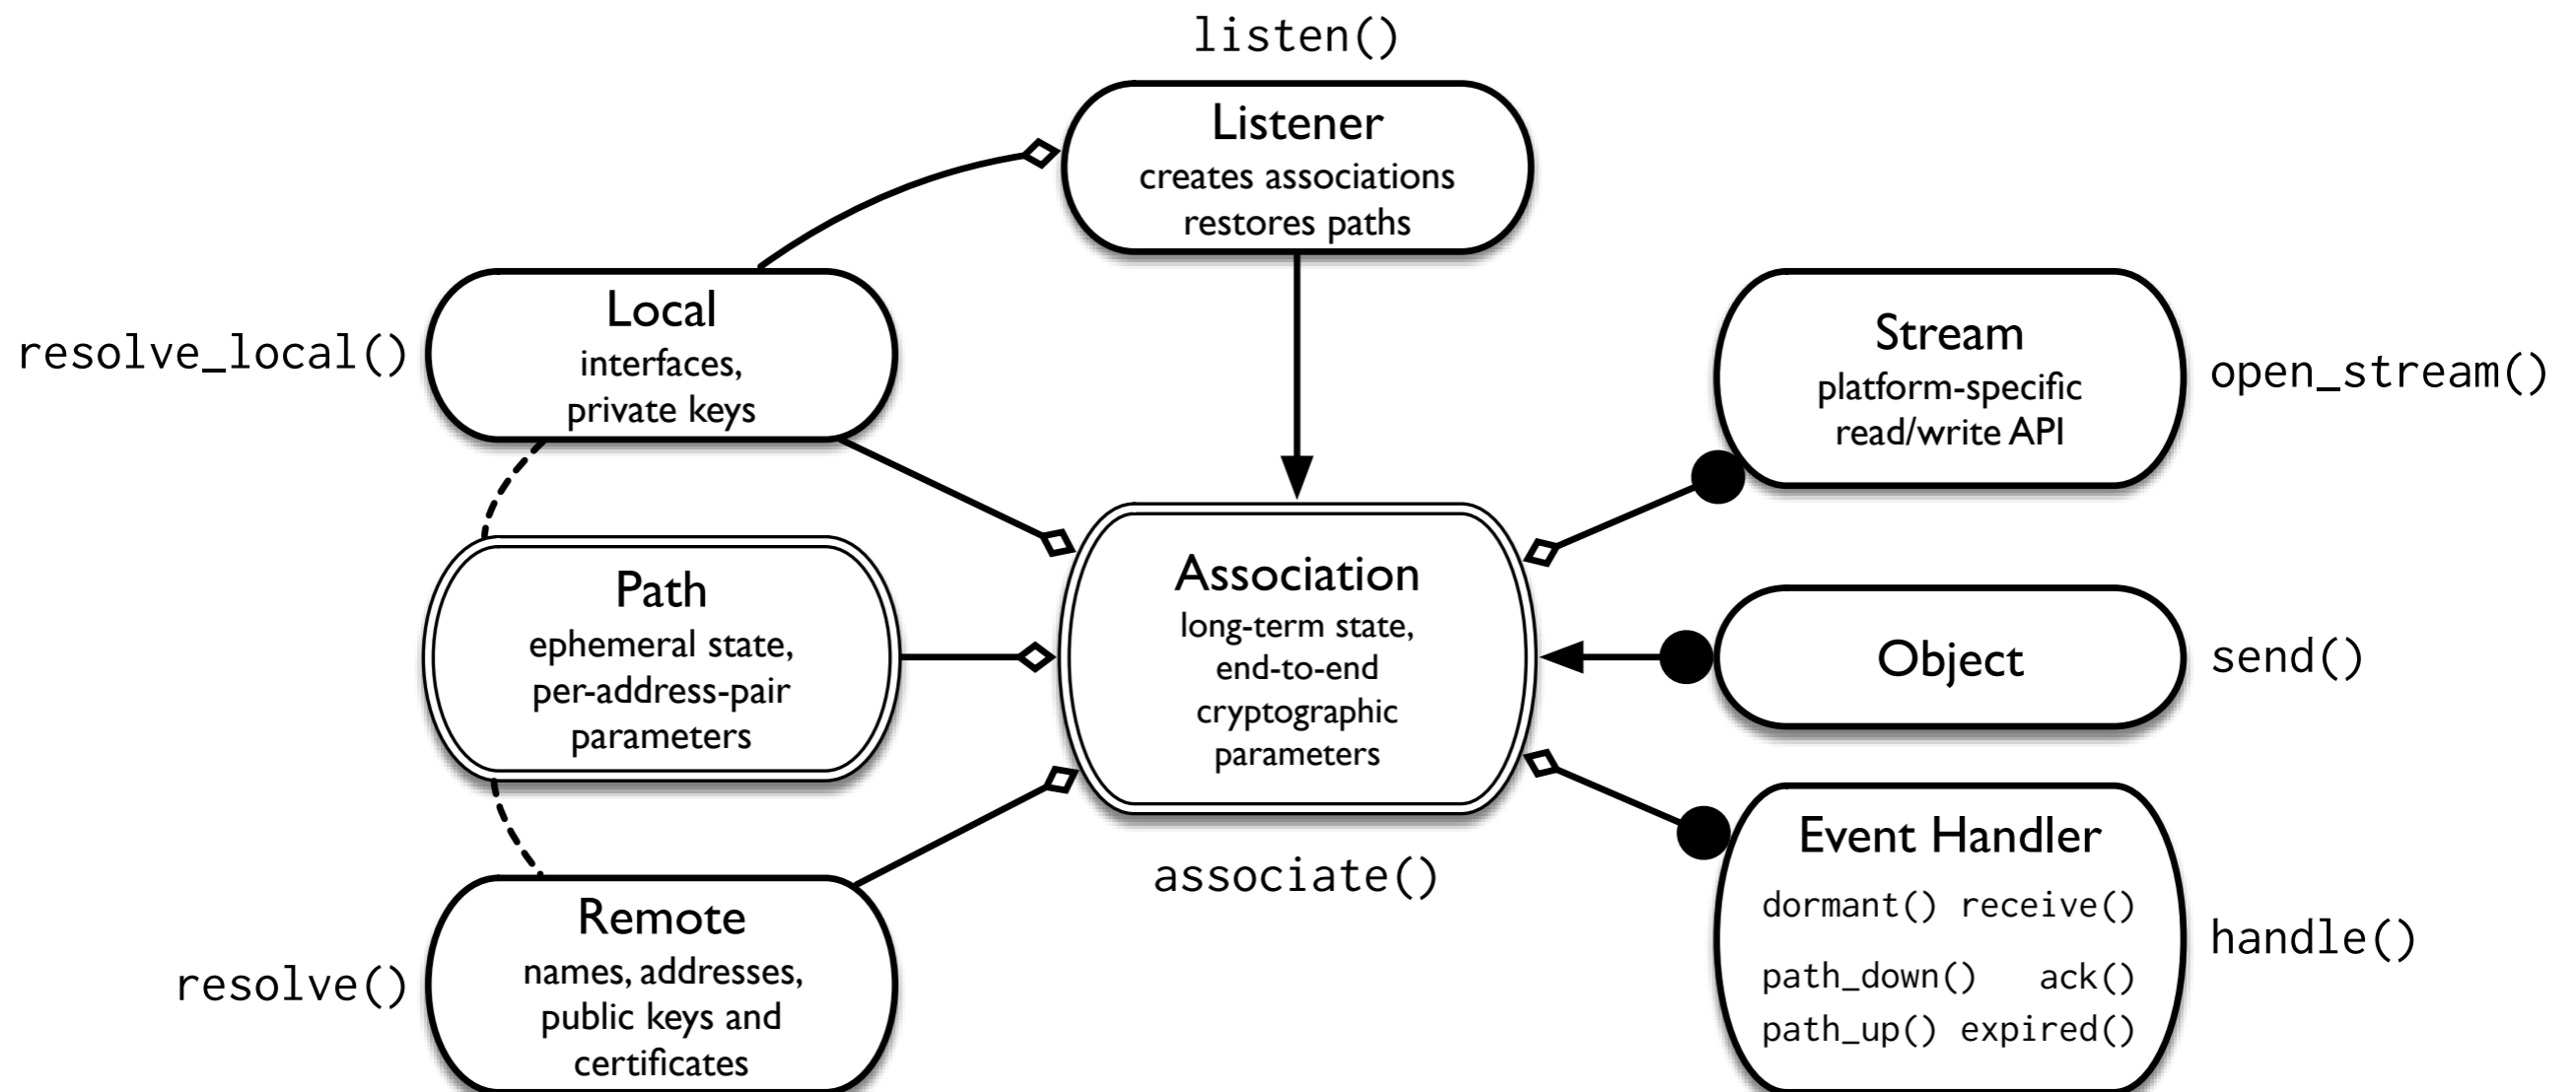 listen()
Listener
creates associations
restores paths
Local
interfaces,
private keys
resolve_local()
Stream
platform-specific
read/write API
open_stream()
Path
ephemeral state,
per-address-pair
parameters
Association
long-term state,
end-to-end
cryptographic
parameters
associate()
Object
send()
Remote
names, addresses,
public keys and
certificates
resolve()
Event Handler
dormant() receive()
path_down() ack()
path_up() expired()
handle()